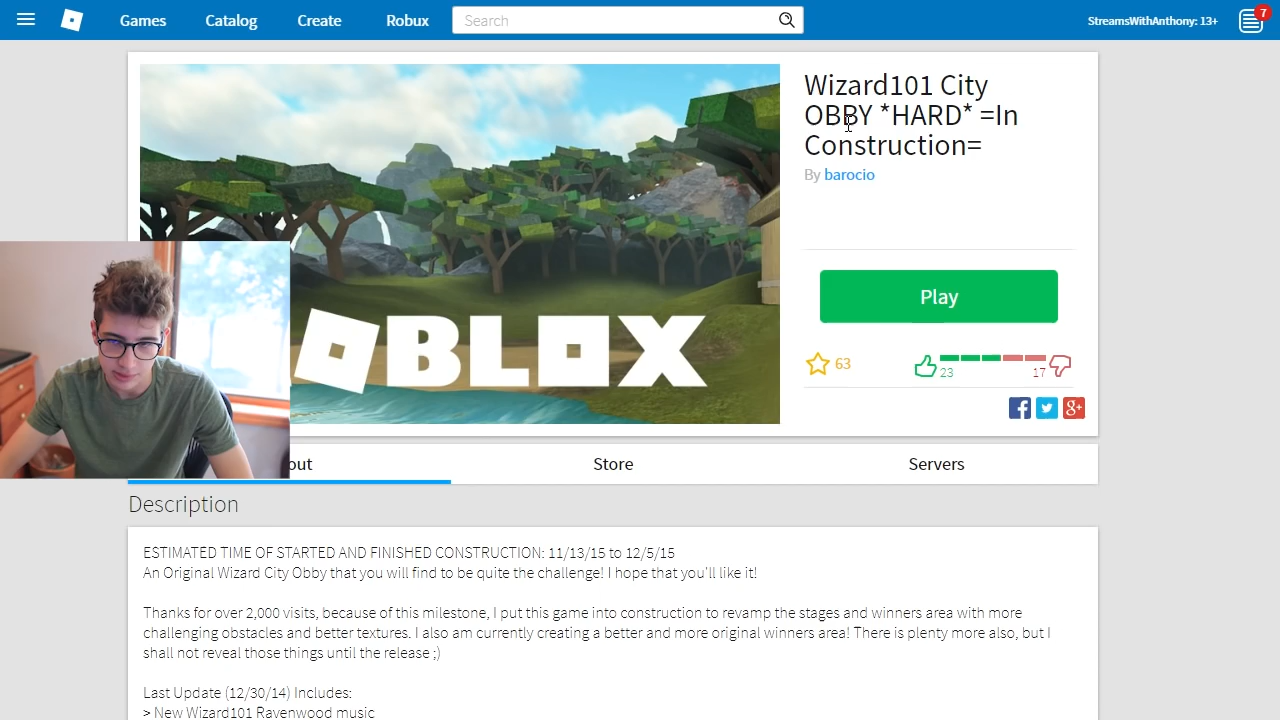 Games Catalog Create Robux Search StreamsWithAnthony: 13+ 7
Wizard101 City
OBBY *HARD* =In
Construction=
By barocio
Play
63 23 17
BLOX
out Store Servers
Description
ESTIMATED TIME OF STARTED AND FINISHED CONSTRUCTION: 11/13/15 to 12/5/15
An Original Wizard City Obby that you will find to be quite the challenge! I hope that you'll like it!
Thanks for over 2,000 visits, because of this milestone, I put this game into construction to revamp the stages and winners area with more
challenging obstacles and better textures. I also am currently creating a better and more original winners area! There is plenty more also, but I
shall not reveal those things until the release ;)
Last Update (12/30/14) Includes:
> New Wizard101 Ravenwood music